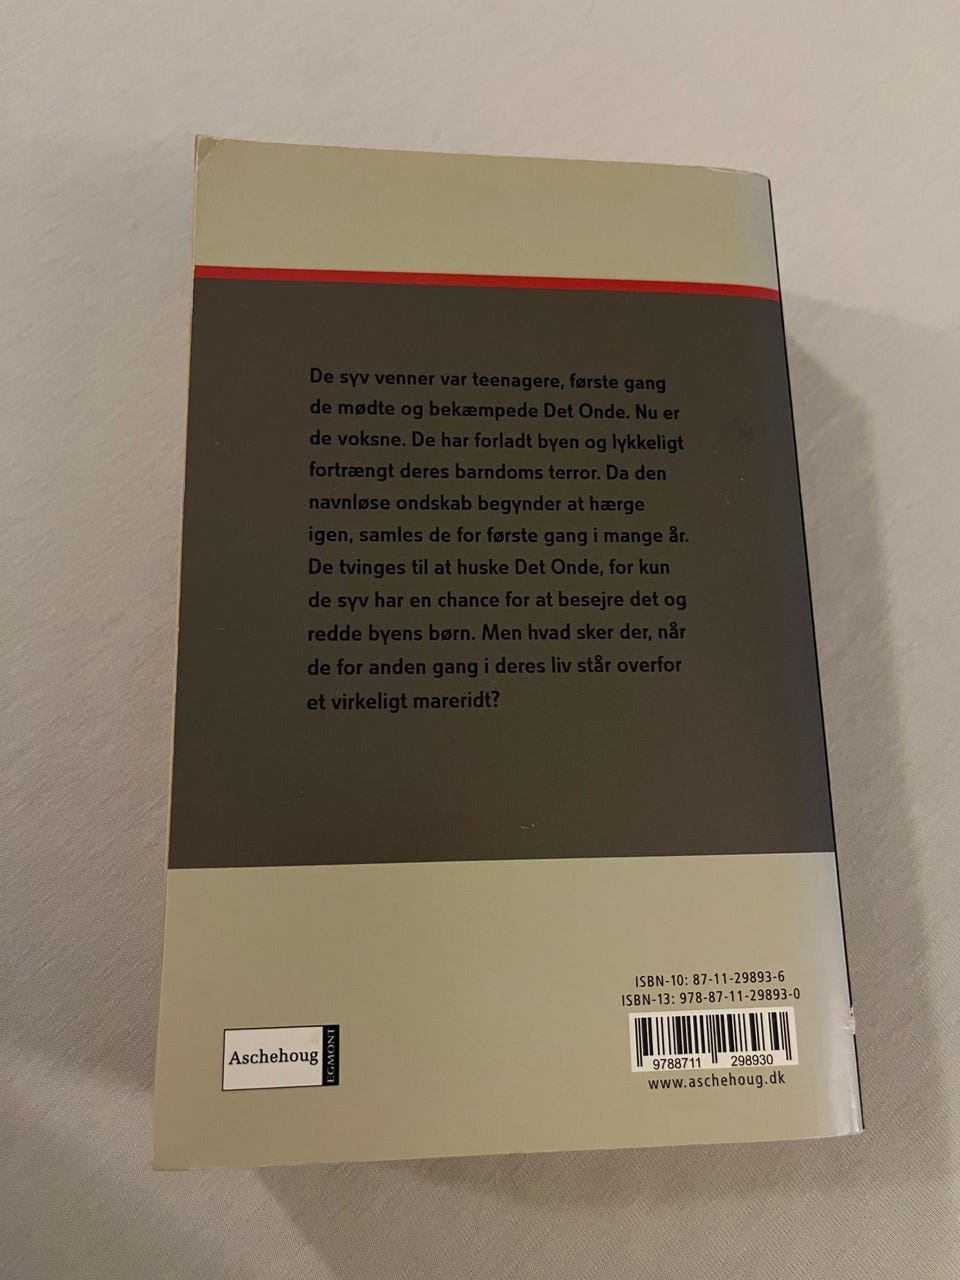 De syv venner var teenagere, første gang
de mødte og bekæmpede Det Onde. Nu er
de voksne. De har forladt byen og lykkeligt
fortrængt deres barndoms terror. Da den
navnløse ondskab begynder at hærge
igen, samles de for første gang i mange år.
De tvinges til at huske Det Onde, for kun
de syv har en chance for at besejre det og
redde byens børn. Men hvad sker der, når
de for anden gang i deres liv står overfor
et virkeligt mareridt?
ISBN-10: 87-11-29893-6
ISBN-13: 978-87-11-29893-0
9788711 298930
www.aschehoug.dk
Aschehoug
EGMONT